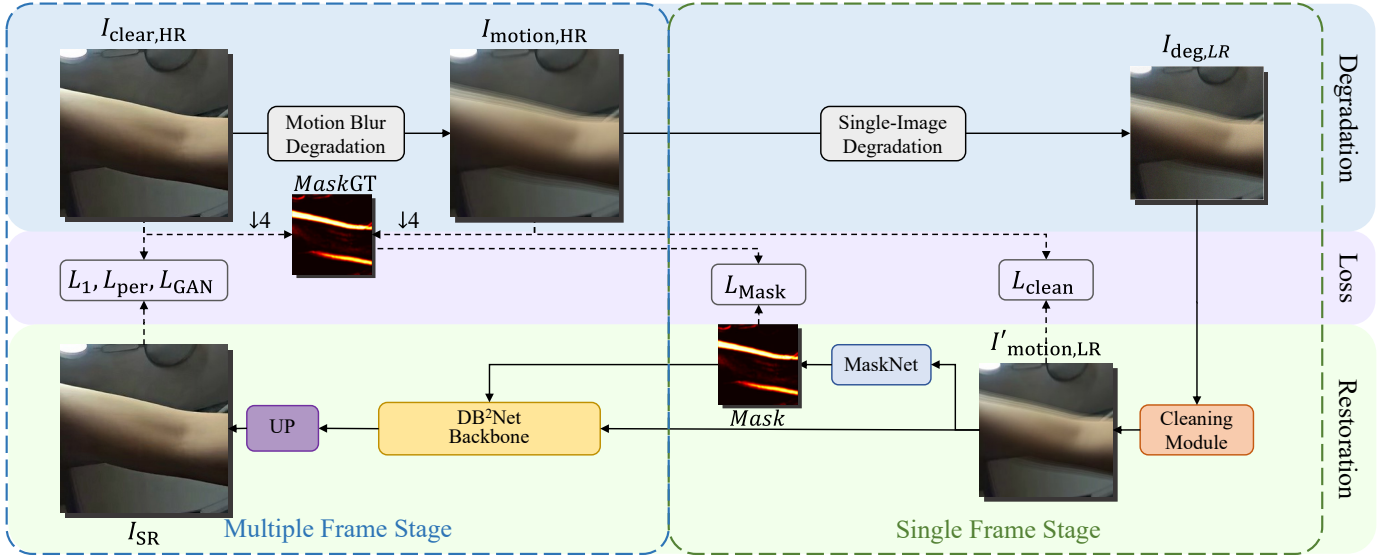 I_clear,HR
I_motion,HR
I_deg,LR
Motion Blur
Degradation
Single-Image
Degradation
Degradation
MaskGT
↓4
↓4
L_1, L_per, L_GAN
L_Mask
L_clean
Loss
I'_motion,LR
MaskNet
Mask
DB²Net
Backbone
UP
Cleaning
Module
Restoration
I_SR
Multiple Frame Stage
Single Frame Stage